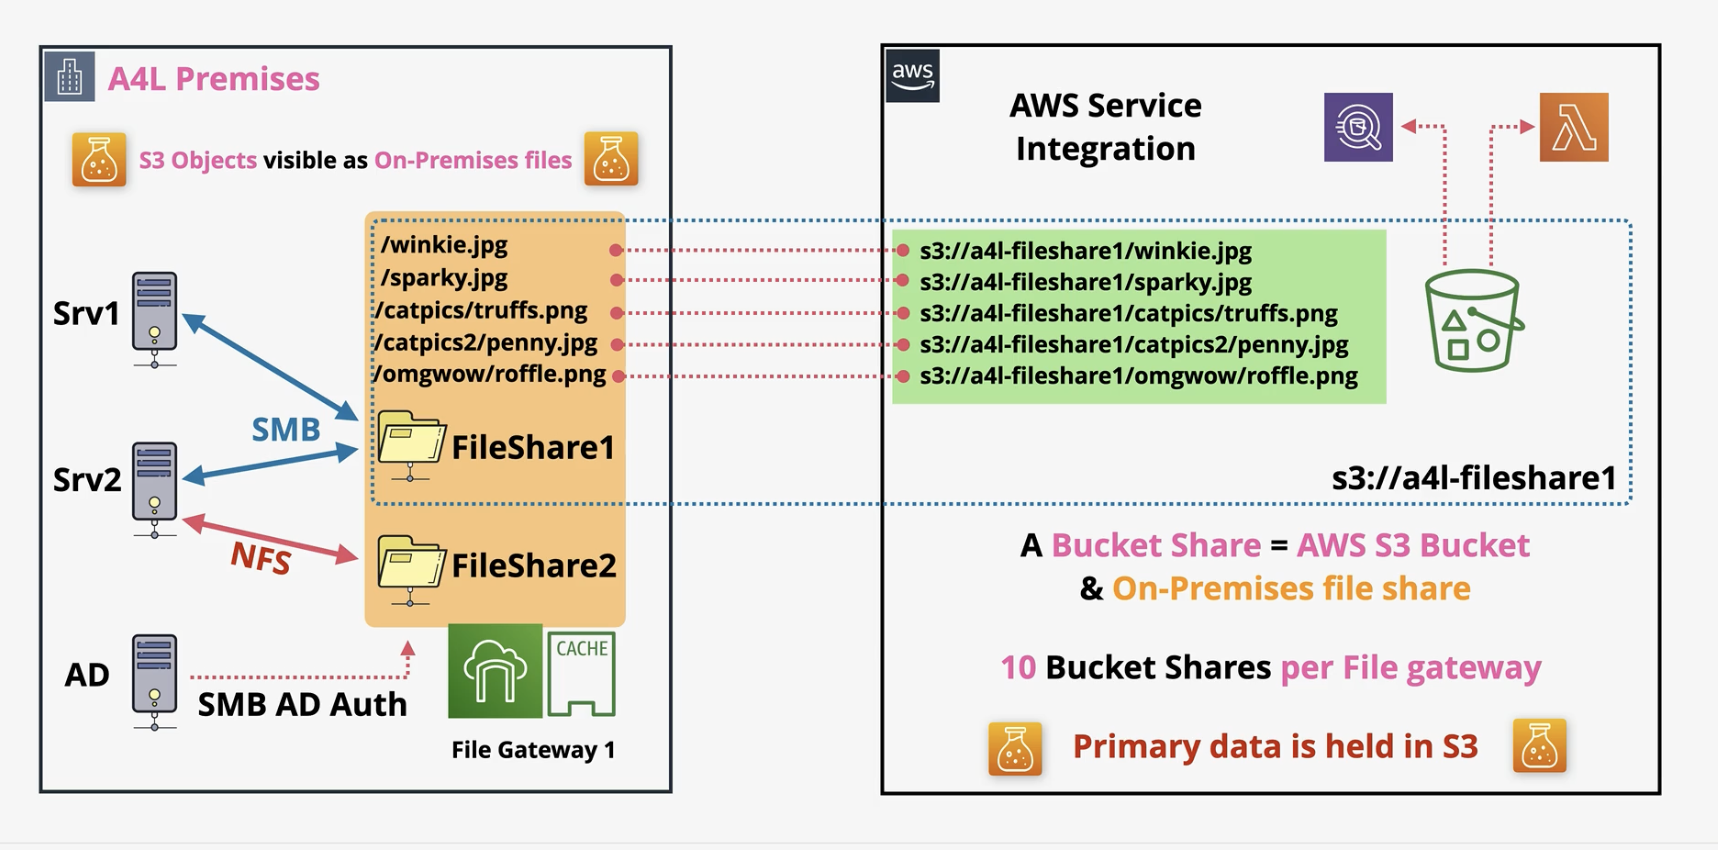 A4L Premises
S3 Objects visible as On-Premises files
/winkie.jpg
/sparky.jpg
/catpics/truffs.png
/catpics2/penny.jpg
/omgwow/roffle.png
Srv1
SMB
FileShare1
Srv2
NFS
FileShare2
AD
SMB AD Auth
CACHE
File Gateway 1
aws
AWS Service
Integration
s3://a4l-fileshare1/winkie.jpg
s3://a4l-fileshare1/sparky.jpg
s3://a4l-fileshare1/catpics/truffs.png
s3://a4l-fileshare1/catpics2/penny.jpg
s3://a4l-fileshare1/omgwow/roffle.png
s3://a4l-fileshare1
A Bucket Share = AWS S3 Bucket
& On-Premises file share
10 Bucket Shares per File gateway
Primary data is held in S3